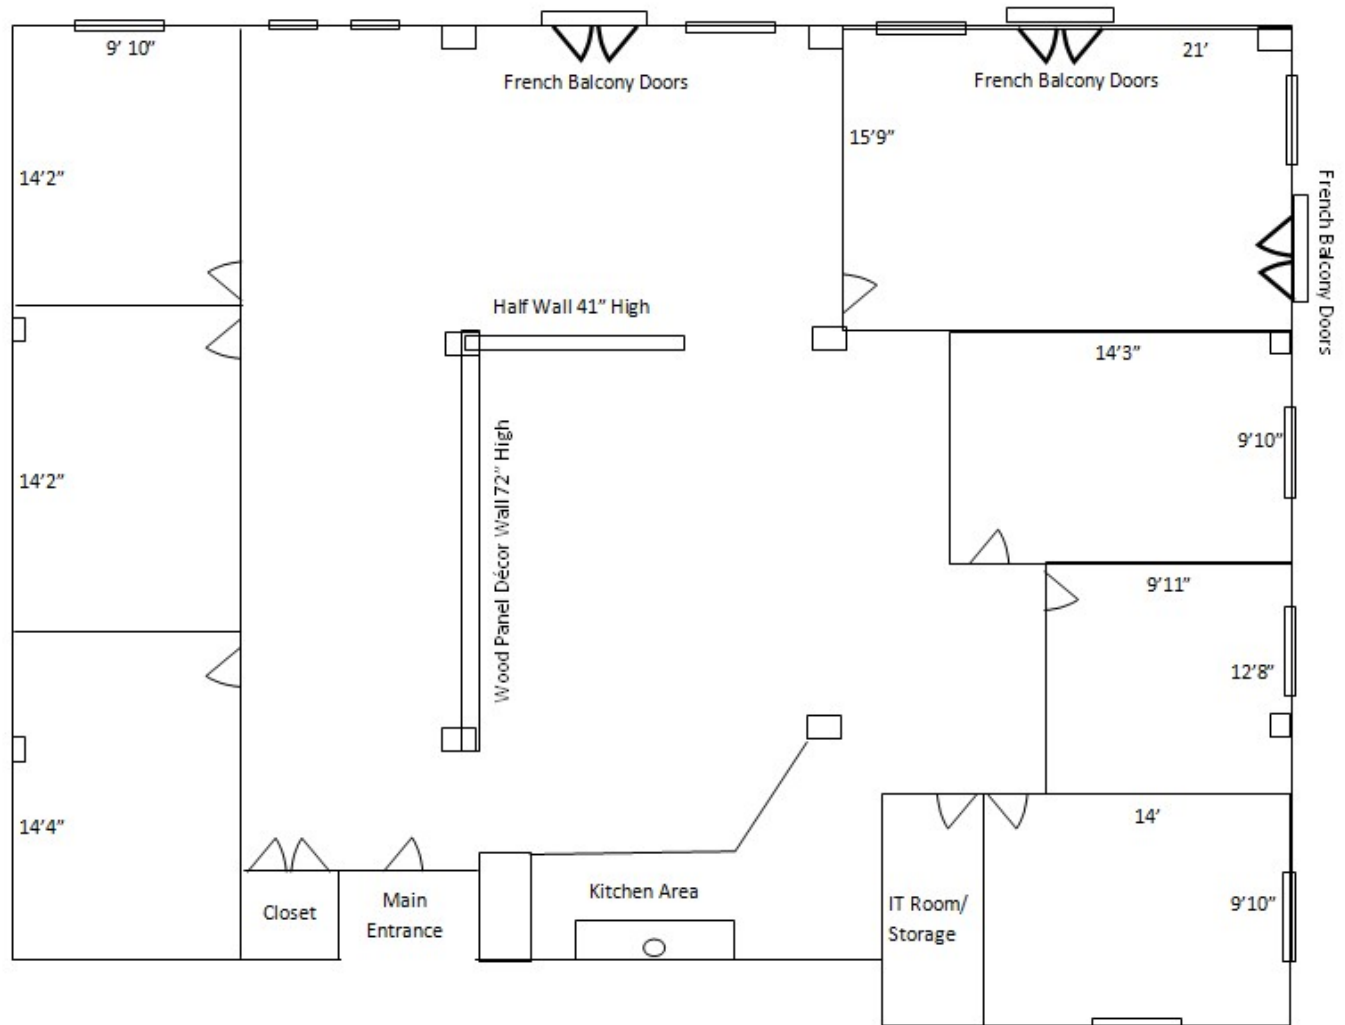 9' 10"
21'
French Balcony Doors
French Balcony Doors
15'9"
14'2"
French Balcony Doors
Half Wall 41" High
14'3"
9'10"
14'2"
Wood Panel Décor Wall 72" High
9'11"
12'8"
14'4"
14'
Kitchen Area
Main
Entrance
Closet
IT Room/
Storage
9'10"